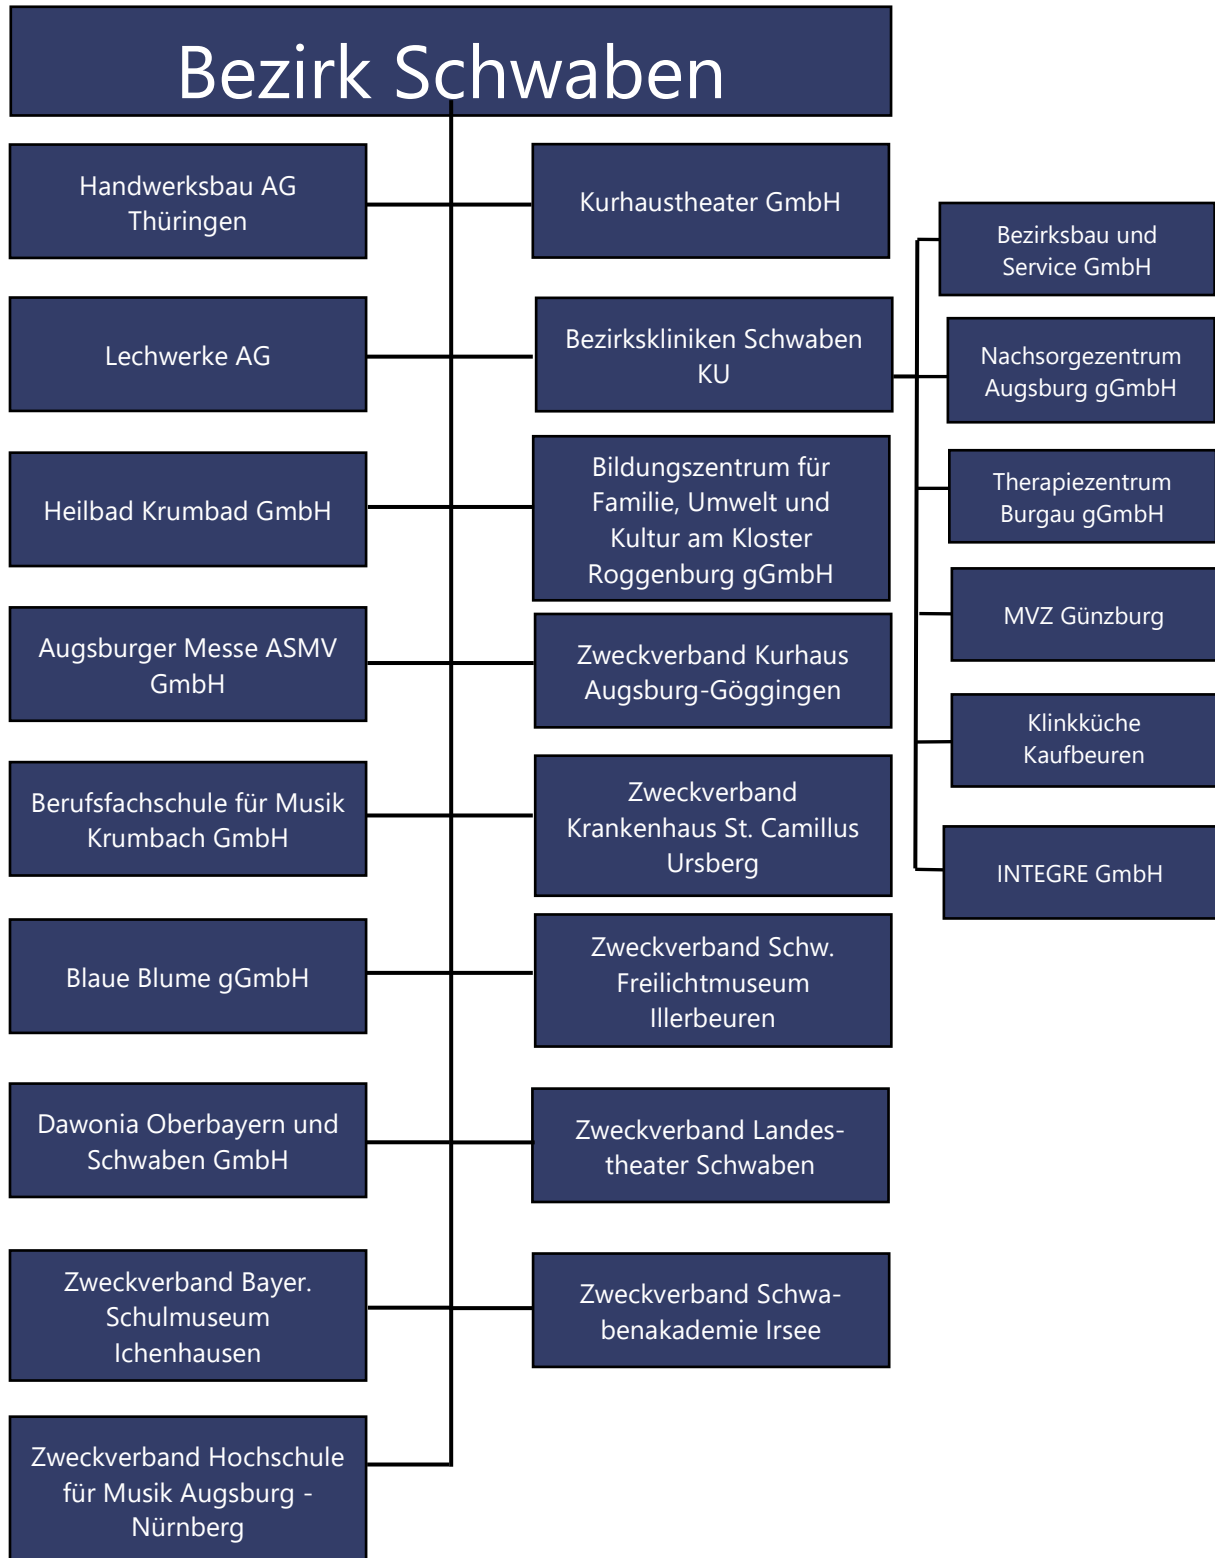 Bezirk Schwaben
Handwerksbau AG
Thüringen
Kurhaustheater GmbH
Lechwerke AG
Bezirkskliniken Schwaben
KU
Heilbad Krumbad GmbH
Bildungszentrum für
Familie, Umwelt und
Kultur am Kloster
Roggenburg gGmbH
Augsburger Messe ASMV
GmbH
Zweckverband Kurhaus
Augsburg-Göggingen
Berufsfachschule für Musik
Krumbach GmbH
Zweckverband
Krankenhaus St. Camillus
Ursberg
Blaue Blume gGmbH
Zweckverband Schw.
Freilichtmuseum
Illerbeuren
Dawonia Oberbayern und
Schwaben GmbH
Zweckverband Landes-
theater Schwaben
Zweckverband Bayer.
Schulmuseum
Ichenhausen
Zweckverband Schwa-
benakademie Irsee
Zweckverband Hochschule
für Musik Augsburg -
Nürnberg
Bezirksbau und
Service GmbH
Nachsorgezentrum
Augsburg gGmbH
Therapiezentrum
Burgau gGmbH
MVZ Günzburg
Klinkküche
Kaufbeuren
INTEGRE GmbH